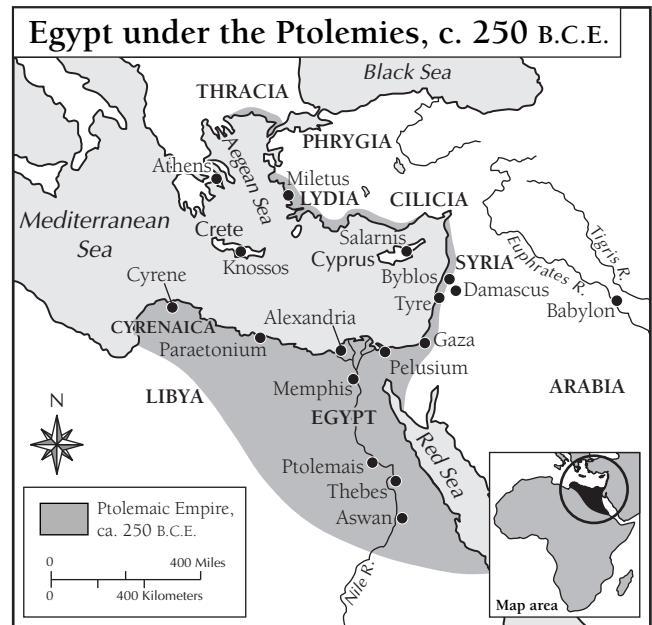 Egypt under the Ptolemies, c. 250 B.C.E.
Black Sea
THRACIA
PHRYGIA
Aegean Sea
Athens
Miletus
LYDIA
CILICIA
Mediterranean
Sea
Crete
Knossos
Salarnis
Cyprus
SYRIA
Byblos
Damascus
Tyre
Euphrates R.
Tigris R.
Babylon
Cyrene
CYRENAICA
Alexandria
Paraetonium
Gaza
Pelusium
Memphis
LIBYA
EGYPT
ARABIA
N
Red Sea
Ptolemais
Thebes
Aswan
Nile R.
Ptolemaic Empire,
ca. 250 B.C.E.
0 400 Miles
0 400 Kilometers
Map area